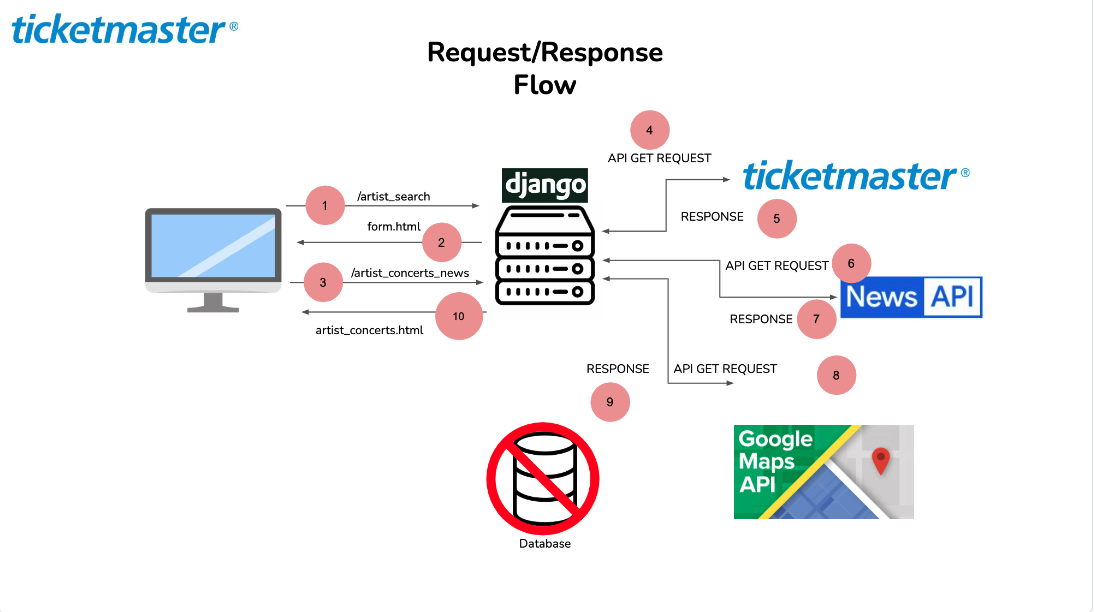 ticketmaster®
Request/Response
Flow
4
API GET REQUEST
django
ticketmaster®
1
/artist_search
RESPONSE
5
form.html
2
API GET REQUEST
6
3
/artist_concerts_news
News API
10
artist_concerts.html
RESPONSE
7
RESPONSE
API GET REQUEST
8
9
Google
Maps
API
Database